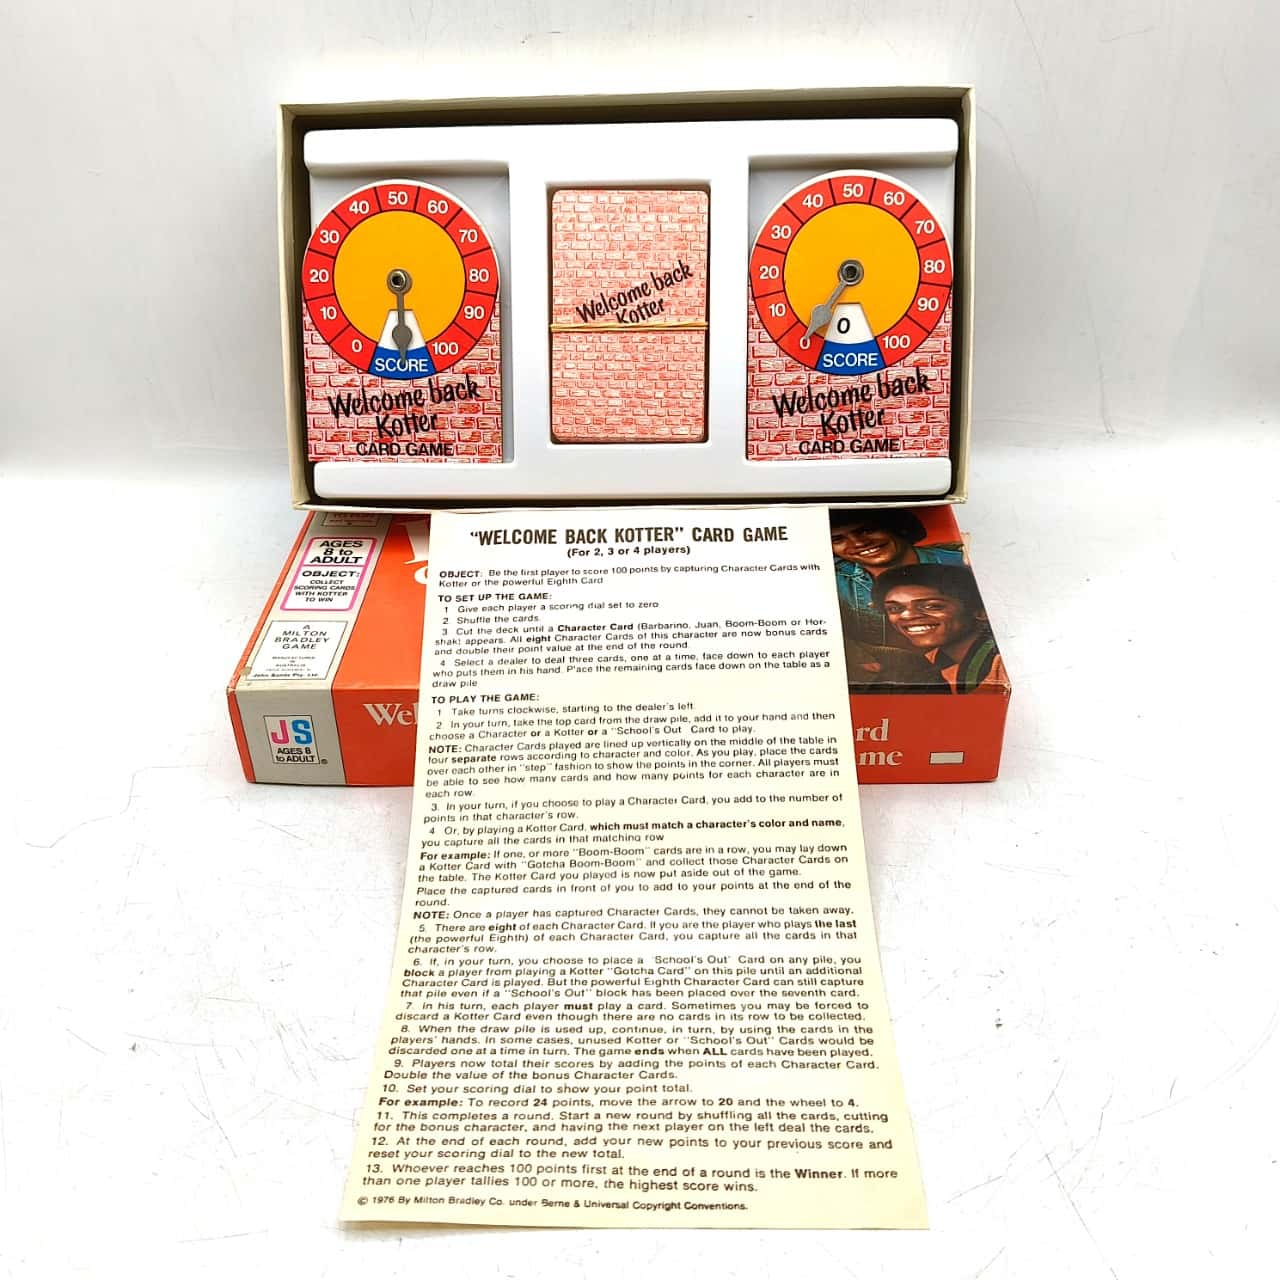 50
40
60
30
70
20
80
10
90
0
100
SCORE
Welcome back
Kotter
CARD GAME
Welcome back
Kotter
50
40
60
30
70
20
80
10
90
0
0
100
SCORE
Welcome back
Kotter
CARD GAME
AGES
8 to
ADULT
OBJECT:
COLLECT
SCORING CARDS
WITH KOTTER
TO WIN
A
MILTON
BRADLEY
GAME
MANUFACTURED
IN
AUSTRALIA
John Sands Pty. Ltd.
JS
AGES 8
to ADULT
®
Wel
rd
me
"WELCOME BACK KOTTER" CARD GAME
(For 2, 3 or 4 players)
OBJECT: Be the first player to score 100 points by capturing Character Cards with
Kotter or the powerful Eighth Card
TO SET UP THE GAME:
1 Give each player a scoring dial set to zero
2. Shuffle the cards.
3. Cut the deck until a Character Card (Barbarino, Juan, Boom-Boom or Hor-
shak) appears. All eight Character Cards of this character are now bonus cards
and double their point value at the end of the round.
4 Select a dealer to deal three cards, one at a time, face down to each player
who puts them in his hand. Place the remaining cards face down on the table as a
draw pile
TO PLAY THE GAME:
1 Take turns clockwise, starting to the dealer's left.
2. In your turn, take the top card from the draw pile, add it to your hand and then
choose a Character or a Kotter or a "School's Out Card to play.
NOTE: Character Cards played are lined up vertically on the middle of the table in
four separate rows according to character and color. As you play, place the cards
over each other in "step" fashion to show the points in the corner. All players must
be able to see how many cards and how many points for each character are in
each row.
3. In your turn, if you choose to play a Character Card, you add to the number of
points in that character's row.
4 Or, by playing a Kotter Card, which must match a character's color and name,
you capture all the cards in that matching row
For example: If one, or more "Boom-Boom" cards are in a row, you may lay down
a Kotter Card with "Gotcha Boom-Boom" and collect those Character Cards on
the table. The Kotter Card you played is now put aside out of the game.
Place the captured cards in front of you to add to your points at the end of the
round.
NOTE: Once a player has captured Character Cards, they cannot be taken away.
5. There are eight of each Character Card. If you are the player who plays the last
(the powerful Eighth) of each Character Card, you capture all the cards in that
character's row.
6. If, in your turn, you choose to place a 'School's Out' Card on any pile, you
block a player from playing a Kotter "Gotcha Card" on this pile until an additional
Character Card is played. But the powerful Eighth Character Card can still capture
that pile even if a "School's Out" block has been placed over the seventh card.
7. In his turn, each player must play a card. Sometimes you may be forced to
discard a Kotter Card even though there are no cards in its row to be collected.
8. When the draw pile is used up, continue, in turn, by using the cards in the
players' hands. In some cases, unused Kotter or "School's Out" Cards would be
discarded one at a time in turn. The game ends when ALL cards have been played.
9. Players now total their scores by adding the points of each Character Card.
Double the value of the bonus Character Cards.
10. Set your scoring dial to show your point total.
For example: To record 24 points, move the arrow to 20 and the wheel to 4.
11. This completes a round. Start a new round by shuffling all the cards, cutting
for the bonus character, and having the next player on the left deal the cards.
12. At the end of each round, add your new points to your previous score and
reset your scoring dial to the new total.
13. Whoever reaches 100 points first at the end of a round is the Winner. If more
than one player tallies 100 or more, the highest score wins.
© 1976 By Milton Bradley Co. under Berne & Universal Copyright Conventions.